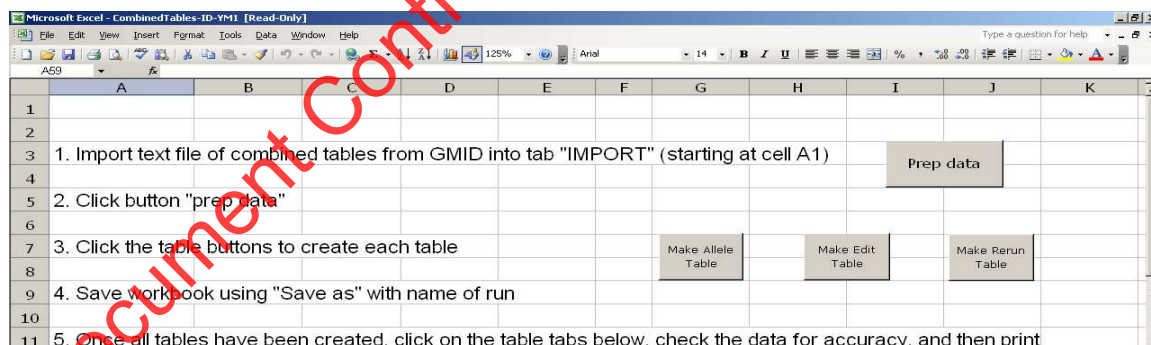 Microsoft Excel - CombinedTables-ID-YM1 [Read-Only]
File Edit View Insert Format Tools Data Window Help Type a question for help
125% Arial 14 B I U % ,
A59 fx
A B C D E F G H I J K
1
2
3 1. Import text file of combined tables from GMID into tab "IMPORT" (starting at cell A1) Prep data
4
5 2. Click button "prep data"
6
7 3. Click the table buttons to create each table Make Allele Table Make Edit Table Make Rerun Table
8
9 4. Save workbook using "Save as" with name of run
10
11 5. Once all tables have been created, click on the table tabs below, check the data for accuracy, and then print
Document Cont